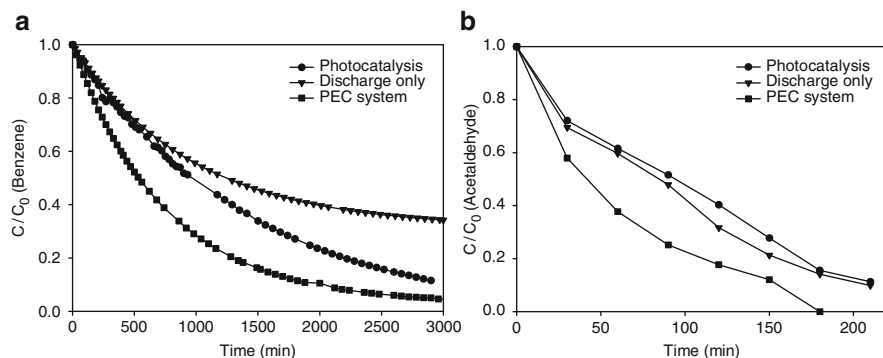 a
1.0
0.8
0.6
0.4
0.2
0.0
C/C0 (Benzene)
Photocatalysis
Discharge only
PEC system
0 500 1000 1500 2000 2500 3000
Time (min)
b
1.0
0.8
0.6
0.4
0.2
0.0
C/C0 (Acetaldehyde)
Photocatalysis
Discharge only
PEC system
0 50 100 150 200
Time (min)